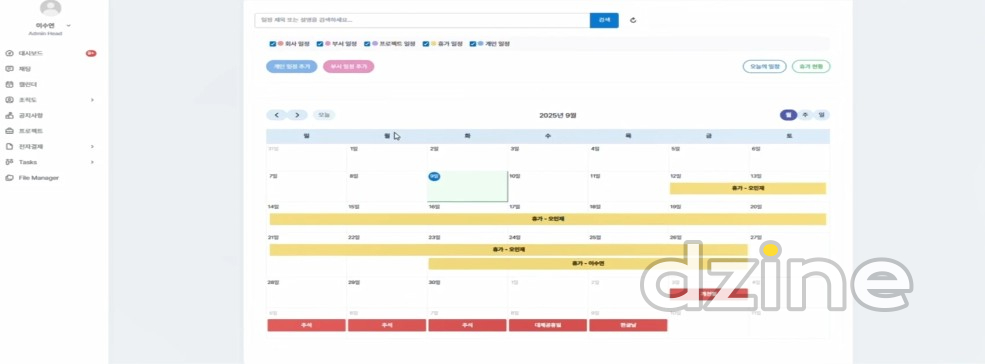 이수연
Admin Head
대시보드
채팅
캘린더
조직도
공지사항
프로젝트
전자결재
Tasks
File Manager
일정 제목 또는 설명을 검색하세요...
검색
회사 일정 부서 일정 프로젝트 일정 휴가 일정 개인 일정
개인 일정 추가 부서 일정 추가 오늘의 일정 휴가 현황
오늘 2025년 9월 월 주 일
일 월 화 수 목 금 토
31일 1일 2일 3일 4일 5일 6일
7일 8일 9일 10일 11일 12일 13일
휴가 - 오민재
14일 15일 16일 17일 18일 19일 20일
휴가 - 오민재
21일 22일 23일 24일 25일 26일 27일
휴가 - 오민재
휴가 - 이수연
28일 29일 30일 1일 2일 3일 4일
5일 6일 7일 8일 9일
추석 추석 추석 대체공휴일 한글날
dzine